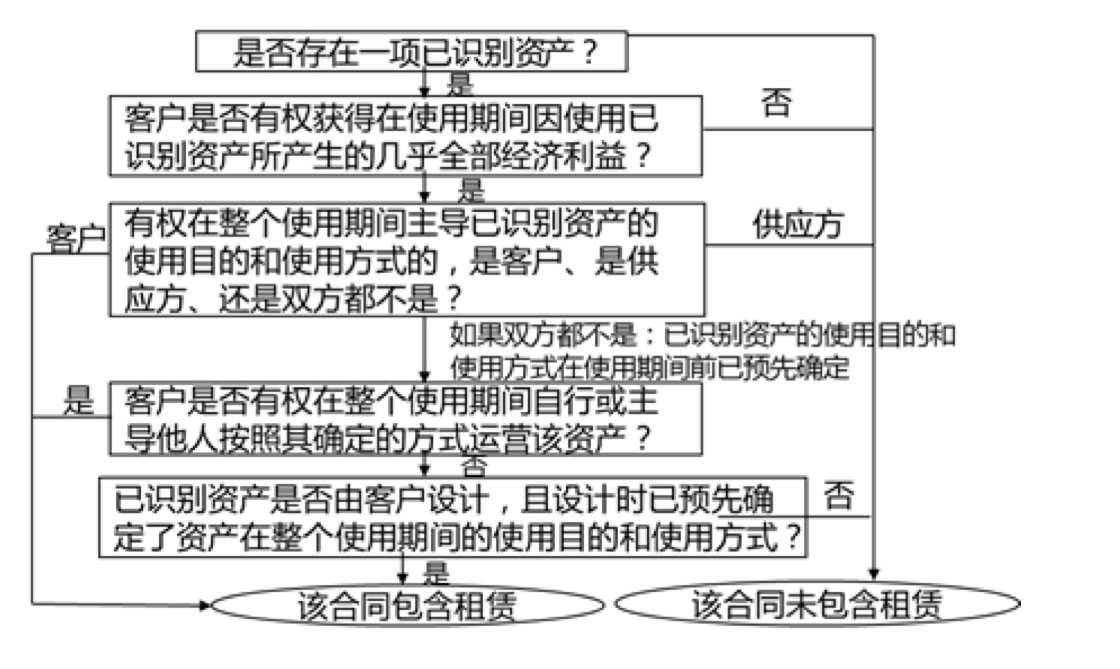 是否存在一项已识别资产？
是
客户是否有权获得在使用期间因使用已
识别资产所产生的几乎全部经济利益？
否
是
客户
有权在整个使用期间主导已识别资产的
使用目的和使用方式的，是客户、是供
应方、还是双方都不是？
供应方
如果双方都不是：已识别资产的使用目的和
使用方式在使用期间前已预先确定
是
客户是否有权在整个使用期间自行或主
导他人按照其确定的方式运营该资产？
否
已识别资产是否由客户设计，且设计时已预先确
定了资产在整个使用期间的使用目的和使用方式？
否
是
该合同包含租赁
该合同未包含租赁